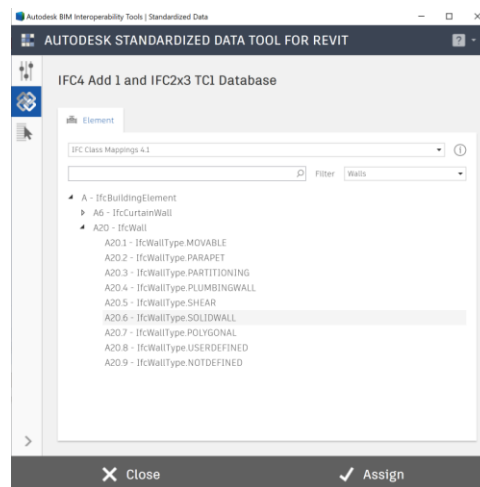 Autodesk BIM Interoperability Tools | Standardized Data
AUTODESK STANDARDIZED DATA TOOL FOR REVIT
IFC4 Add 1 and IFC2x3 TC1 Database
Element
IFC Class Mappings 4.1
Filter Walls
A - IfcBuildingElement
A6 - IfcCurtainWall
A20 - IfcWall
A20.1 - IfcWallType.MOVABLE
A20.2 - IfcWallType.PARAPET
A20.3 - IfcWallType.PARTITIONING
A20.4 - IfcWallType.PLUMBINGWALL
A20.5 - IfcWallType.SHEAR
A20.6 - IfcWallType.SOLIDWALL
A20.7 - IfcWallType.POLYGONAL
A20.8 - IfcWallType.USERDEFINED
A20.9 - IfcWallType.NOTDEFINED
Close Assign